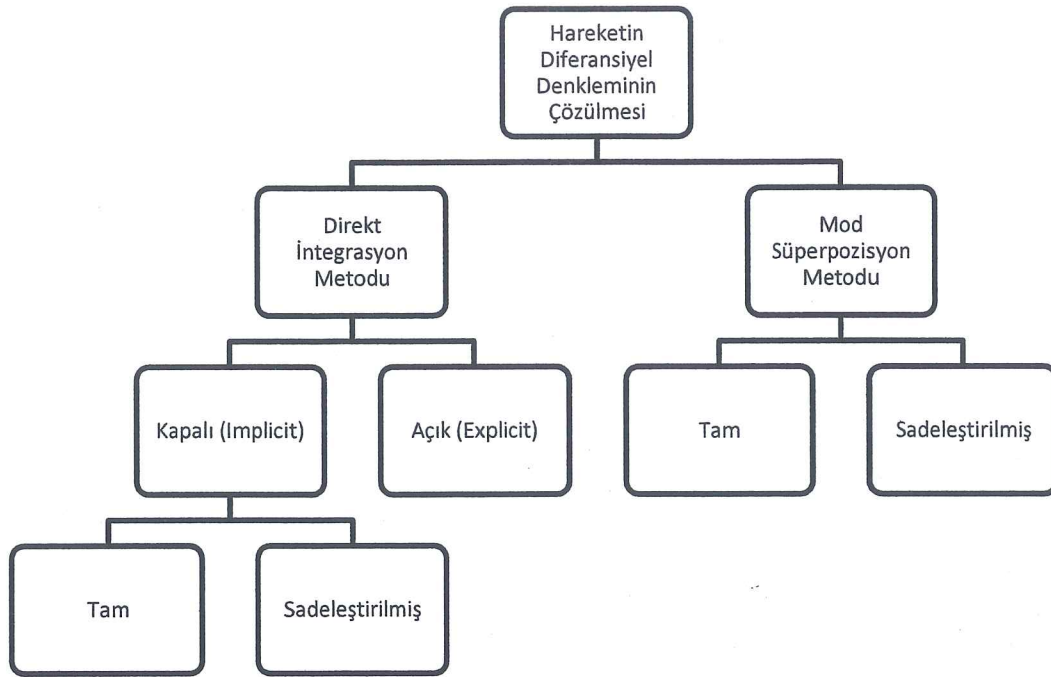 Hareketin
Diferansiyel
Denkleminin
Çözülmesi
Direkt
İntegrasyon
Metodu
Mod
Süperpozisyon
Metodu
Kapalı (Implicit)
Açık (Explicit)
Tam
Sadeleştirilmiş
Tam
Sadeleştirilmiş